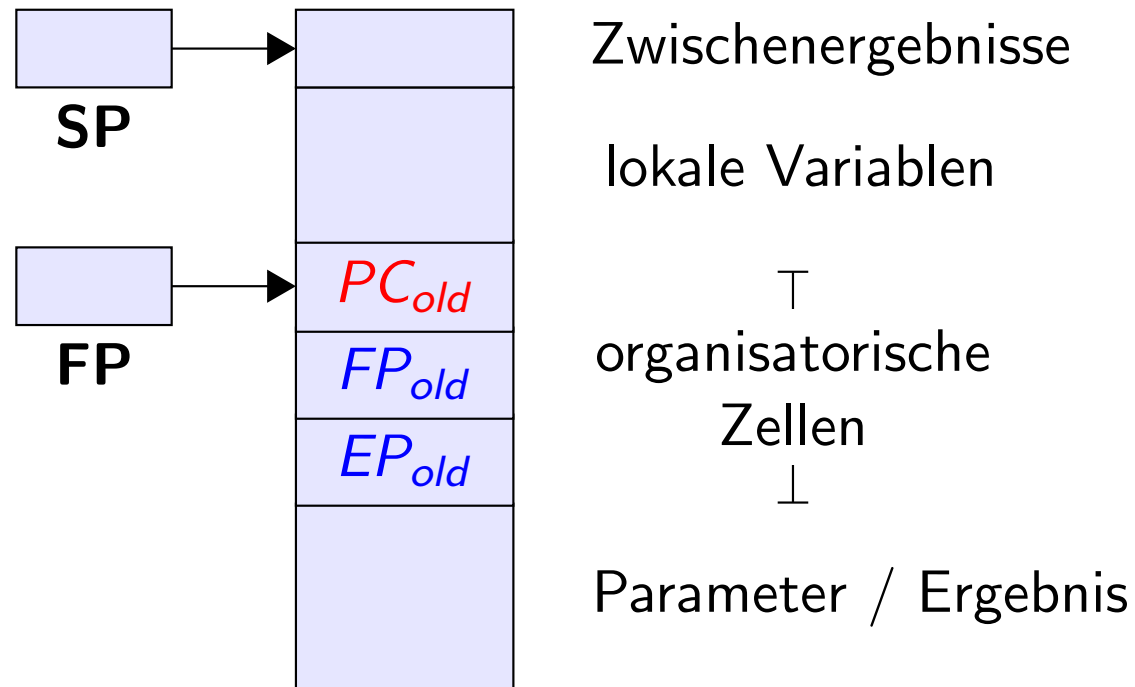 Zwischenergebnisse
SP
lokale Variablen
PC_old
FP
organisatorische
FP_old
Zellen
EP_old
Parameter / Ergebnis